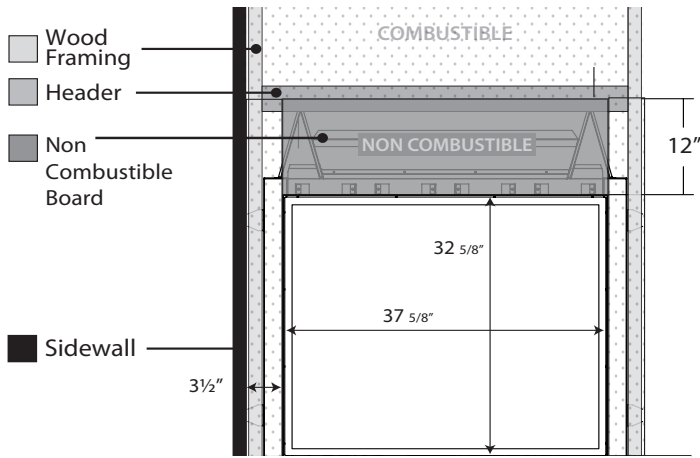 Wood
Framing
Header
Non
Combustible
Board
Sidewall
COMBUSTIBLE
NON COMBUSTIBLE
12”
32 5/8”
37 5/8”
3½”